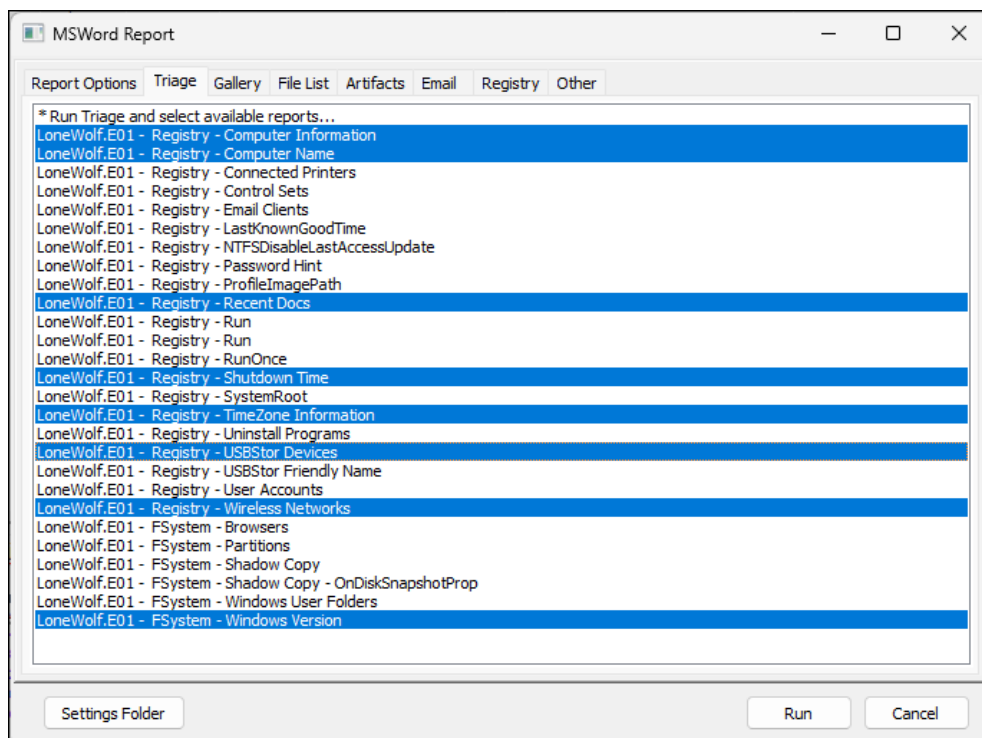 MSWord Report
Report Options Triage Gallery File List Artifacts Email Registry Other
* Run Triage and select available reports...
LoneWolf.E01 - Registry - Computer Information
LoneWolf.E01 - Registry - Computer Name
LoneWolf.E01 - Registry - Connected Printers
LoneWolf.E01 - Registry - Control Sets
LoneWolf.E01 - Registry - Email Clients
LoneWolf.E01 - Registry - LastKnownGoodTime
LoneWolf.E01 - Registry - NTFSDisableLastAccessUpdate
LoneWolf.E01 - Registry - Password Hint
LoneWolf.E01 - Registry - ProfileImagePath
LoneWolf.E01 - Registry - Recent Docs
LoneWolf.E01 - Registry - Run
LoneWolf.E01 - Registry - Run
LoneWolf.E01 - Registry - RunOnce
LoneWolf.E01 - Registry - Shutdown Time
LoneWolf.E01 - Registry - SystemRoot
LoneWolf.E01 - Registry - TimeZone Information
LoneWolf.E01 - Registry - Uninstall Programs
LoneWolf.E01 - Registry - USBStor Devices
LoneWolf.E01 - Registry - USBStor Friendly Name
LoneWolf.E01 - Registry - User Accounts
LoneWolf.E01 - Registry - Wireless Networks
LoneWolf.E01 - FSystem - Browsers
LoneWolf.E01 - FSystem - Partitions
LoneWolf.E01 - FSystem - Shadow Copy
LoneWolf.E01 - FSystem - Shadow Copy - OnDiskSnapshotProp
LoneWolf.E01 - FSystem - Windows User Folders
LoneWolf.E01 - FSystem - Windows Version
Settings Folder Run Cancel